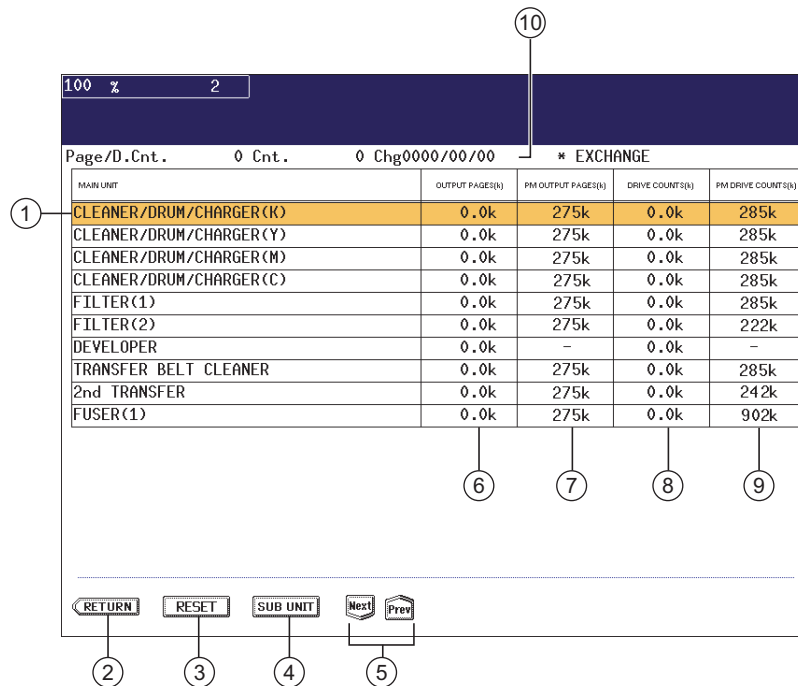 10
100 % 2
Page/D.Cnt. 0 Cnt. 0 Chg0000/00/00 * EXCHANGE
MAIN UNIT OUTPUT PAGES(k) PM OUTPUT PAGES(k) DRIVE COUNTS(k) PM DRIVE COUNTS(k)
1 CLEANER/DRUM/CHARGER(K) 0.0k 275k 0.0k 285k
CLEANER/DRUM/CHARGER(Y) 0.0k 275k 0.0k 285k
CLEANER/DRUM/CHARGER(M) 0.0k 275k 0.0k 285k
CLEANER/DRUM/CHARGER(C) 0.0k 275k 0.0k 285k
FILTER(1) 0.0k 275k 0.0k 285k
FILTER(2) 0.0k 275k 0.0k 222k
DEVELOPER 0.0k – 0.0k –
TRANSFER BELT CLEANER 0.0k 275k 0.0k 285k
2nd TRANSFER 0.0k 275k 0.0k 242k
FUSER(1) 0.0k 275k 0.0k 902k
6 7 8 9
RETURN RESET SUB UNIT Next Prev
2 3 4 5